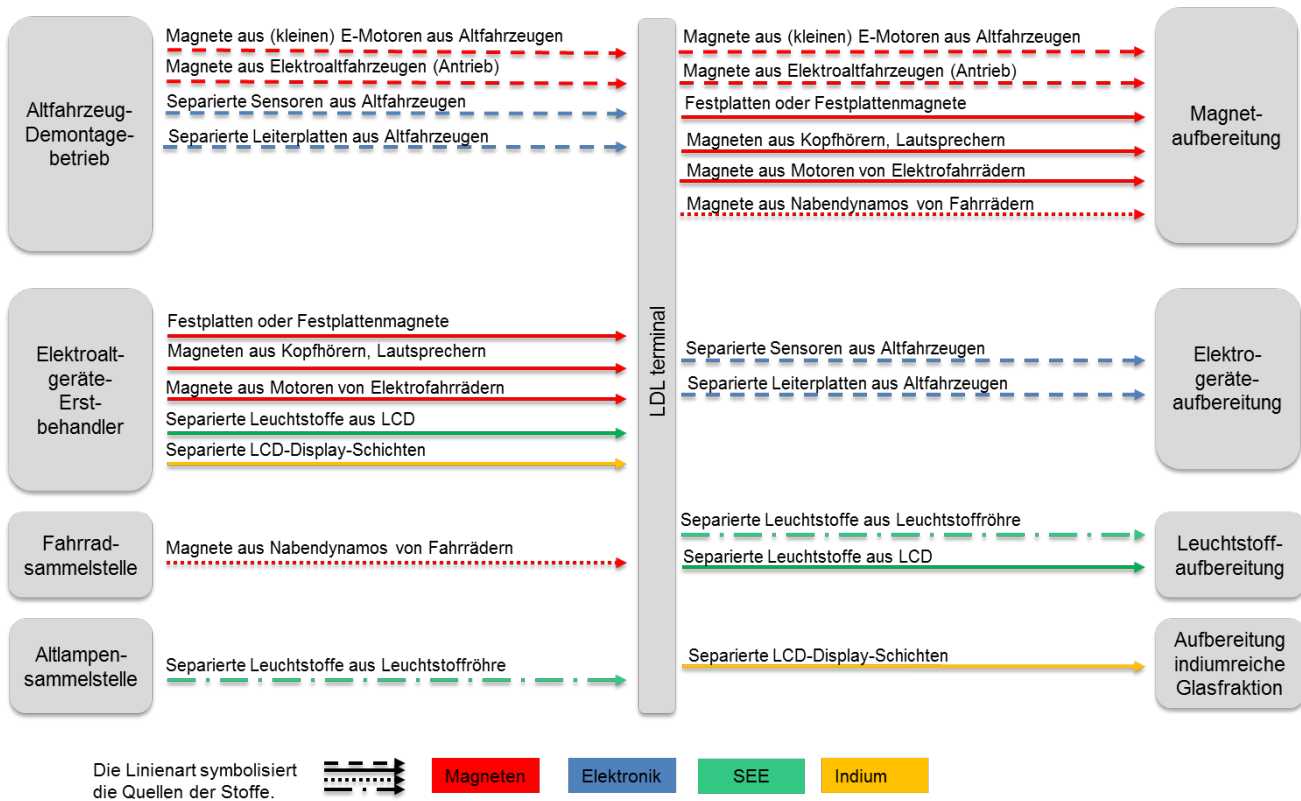 Altfahrzeug-
Demontage-
betrieb
Magnete aus (kleinen) E-Motoren aus Altfahrzeugen
Magnete aus Elektroaltfahrzeugen (Antrieb)
Separierte Sensoren aus Altfahrzeugen
Separierte Leiterplatten aus Altfahrzeugen
Elektroalt-
geräte-
Erst-
behandler
Festplatten oder Festplattenmagnete
Magneten aus Kopfhörern, Lautsprechern
Magnete aus Motoren von Elektrofahrrädern
Separierte Leuchtstoffe aus LCD
Separierte LCD-Display-Schichten
Fahrrad-
sammelstelle
Magnete aus Nabendynamos von Fahrrädern
Altlampen-
sammelstelle
Separierte Leuchtstoffe aus Leuchtstoffröhre
LDL terminal
Magnete aus (kleinen) E-Motoren aus Altfahrzeugen
Magnete aus Elektroaltfahrzeugen (Antrieb)
Festplatten oder Festplattenmagnete
Magneten aus Kopfhörern, Lautsprechern
Magnete aus Motoren von Elektrofahrrädern
Magnete aus Nabendynamos von Fahrrädern
Magnet-
aufbereitung
Separierte Sensoren aus Altfahrzeugen
Separierte Leiterplatten aus Altfahrzeugen
Elektro-
geräte-
aufbereitung
Separierte Leuchtstoffe aus Leuchtstoffröhre
Separierte Leuchtstoffe aus LCD
Leuchtstoff-
aufbereitung
Separierte LCD-Display-Schichten
Aufbereitung
indiumreiche
Glasfraktion
Die Linienart symbolisiert
die Quellen der Stoffe.
Magneten
Elektronik
SEE
Indium